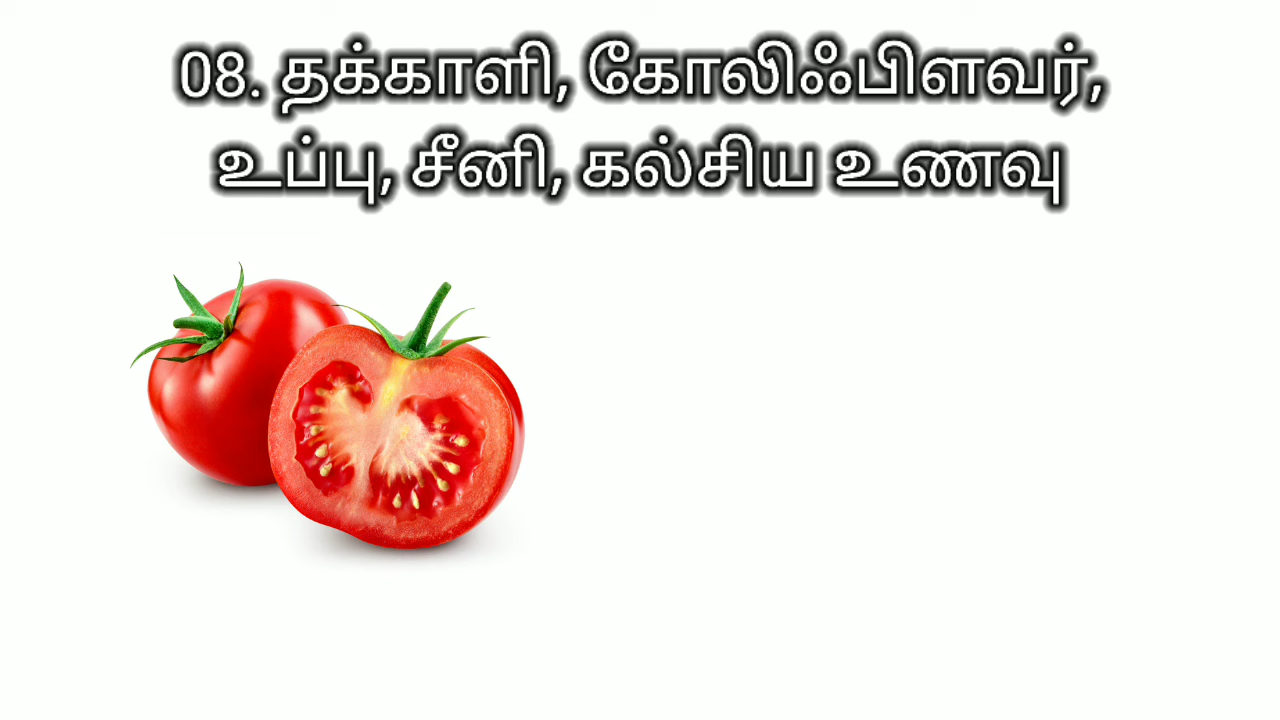 08. தக்காளி, கோலிஃபிளவர்,
உப்பு, சீனி, கல்சிய உணவு